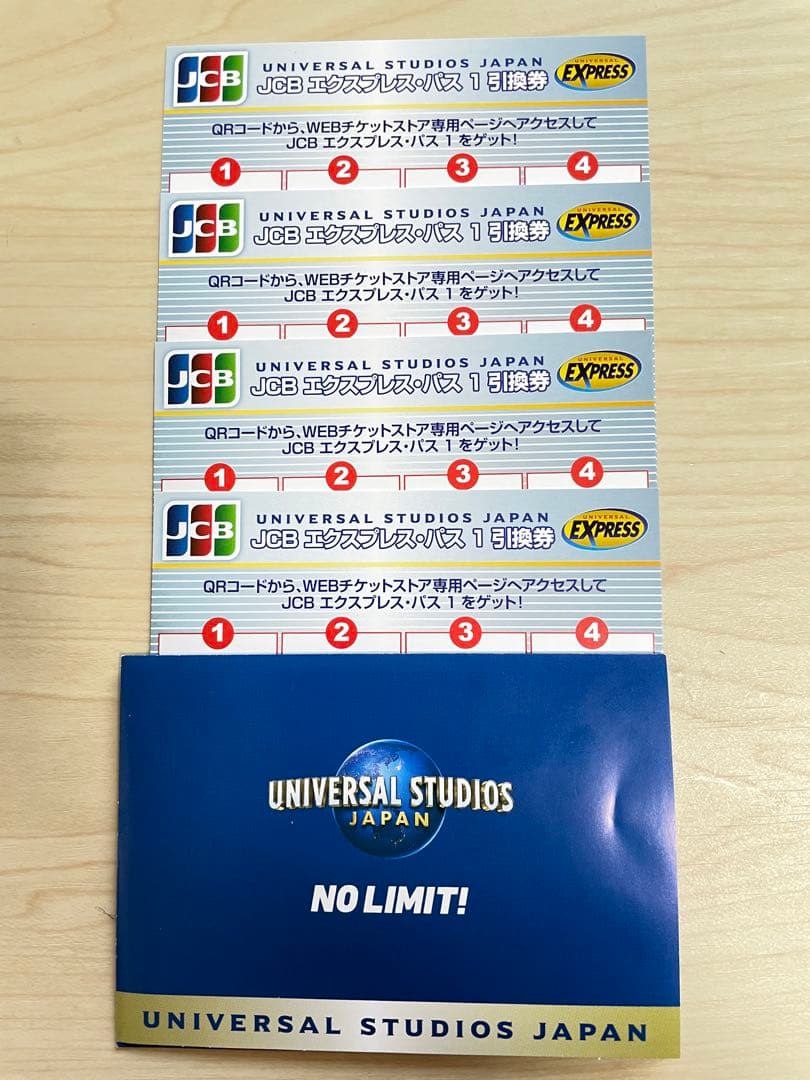 JCB
UNIVERSAL STUDIOS JAPAN
JCB エクスプレス・パス 1 引換券
UNIVERSAL
EXPRESS
QRコードから、WEBチケットストア専用ページへアクセスして
JCB エクスプレス・パス 1 をゲット!
1 2 3 4
JCB
UNIVERSAL STUDIOS JAPAN
JCB エクスプレス・パス 1 引換券
UNIVERSAL
EXPRESS
QRコードから、WEBチケットストア専用ページへアクセスして
JCB エクスプレス・パス 1 をゲット!
1 2 3 4
JCB
UNIVERSAL STUDIOS JAPAN
JCB エクスプレス・パス 1 引換券
UNIVERSAL
EXPRESS
QRコードから、WEBチケットストア専用ページへアクセスして
JCB エクスプレス・パス 1 をゲット!
1 2 3 4
JCB
UNIVERSAL STUDIOS JAPAN
JCB エクスプレス・パス 1 引換券
UNIVERSAL
EXPRESS
QRコードから、WEBチケットストア専用ページへアクセスして
JCB エクスプレス・パス 1 をゲット!
1 2 3 4
UNIVERSAL STUDIOS
JAPAN
NO LIMIT!
UNIVERSAL STUDIOS JAPAN